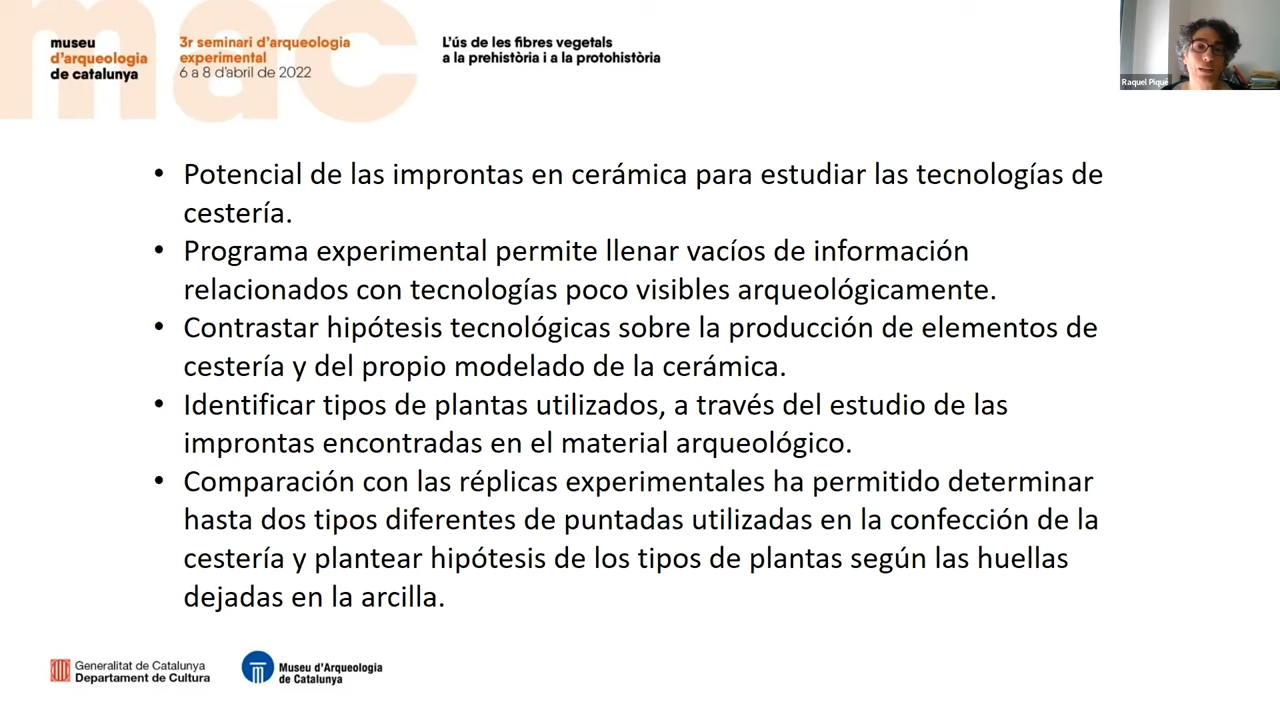 museu
d'arqueologia
de catalunya
3r seminari d'arqueologia
experimental
6 a 8 d'abril de 2022
L'ús de les fibres vegetals
a la prehistòria i a la protohistòria
mac
Raquel Piqué
• Potencial de las improntas en cerámica para estudiar las tecnologías de
cestería.
• Programa experimental permite llenar vacíos de información
relacionados con tecnologías poco visibles arqueológicamente.
• Contrastar hipótesis tecnológicas sobre la producción de elementos de
cestería y del propio modelado de la cerámica.
• Identificar tipos de plantas utilizados, a través del estudio de las
improntas encontradas en el material arqueológico.
• Comparación con las réplicas experimentales ha permitido determinar
hasta dos tipos diferentes de puntadas utilizadas en la confección de la
cestería y plantear hipótesis de los tipos de plantas según las huellas
dejadas en la arcilla.
Generalitat de Catalunya
Departament de Cultura
Museu d'Arqueologia
de Catalunya